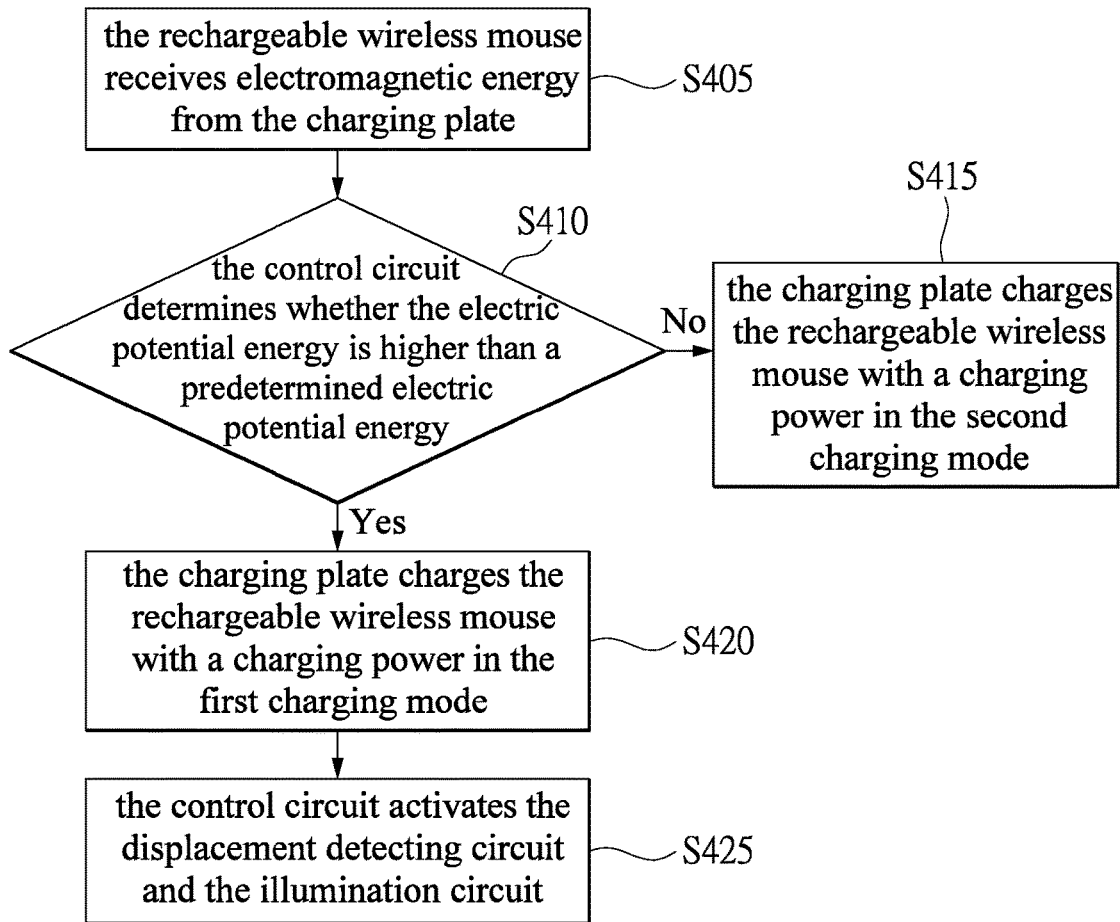 the rechargeable wireless mouse
receives electromagnetic energy
from the charging plate
S405
S410
the control circuit
determines whether the electric
potential energy is higher than a
predetermined electric
potential energy
No
S415
the charging plate charges
the rechargeable wireless
mouse with a charging
power in the second
charging mode
Yes
the charging plate charges the
rechargeable wireless mouse
with a charging power in the
first charging mode
S420
the control circuit activates the
displacement detecting circuit
and the illumination circuit
S425